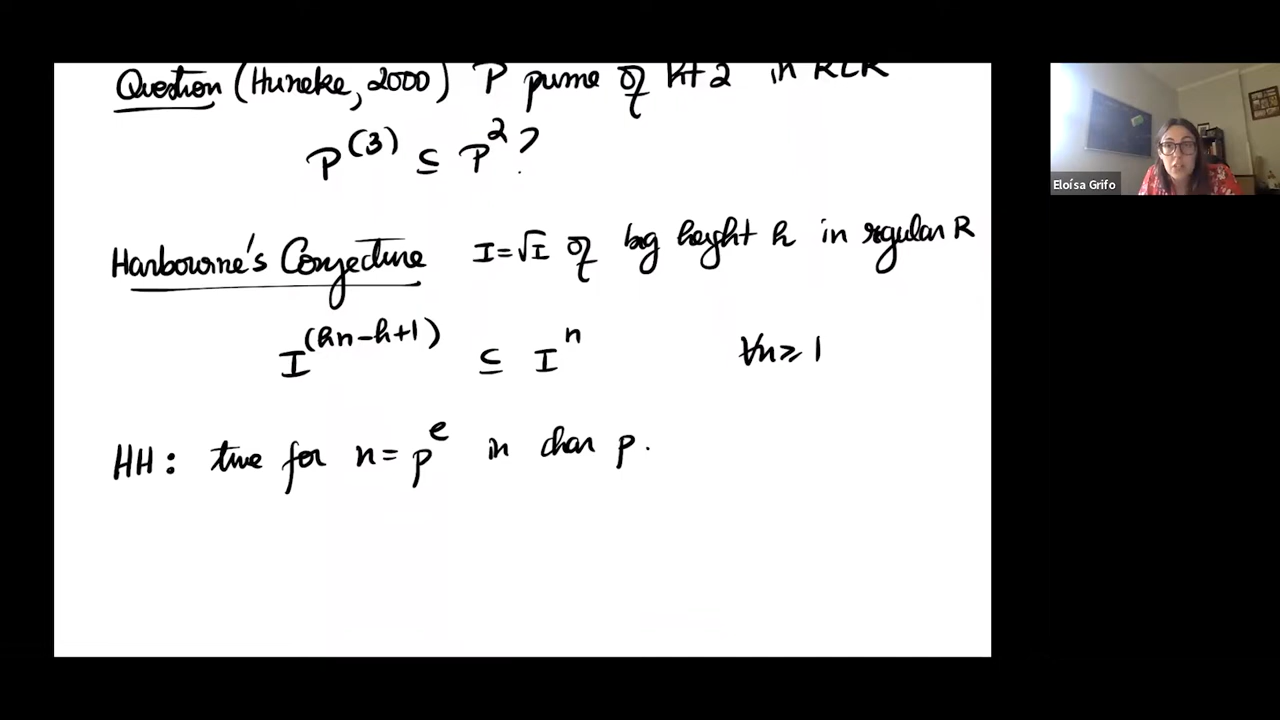 Question (Huneke, 2000) P prime of ht 2 in RLR
P^(3) ⊆ P^2?
Eloísa Grifo
Harbourne's Conjecture I=√I of big height h in regular R
I^(hn-h+1) ⊆ I^n ∀n≥1
HH: true for n=p^e in char p.